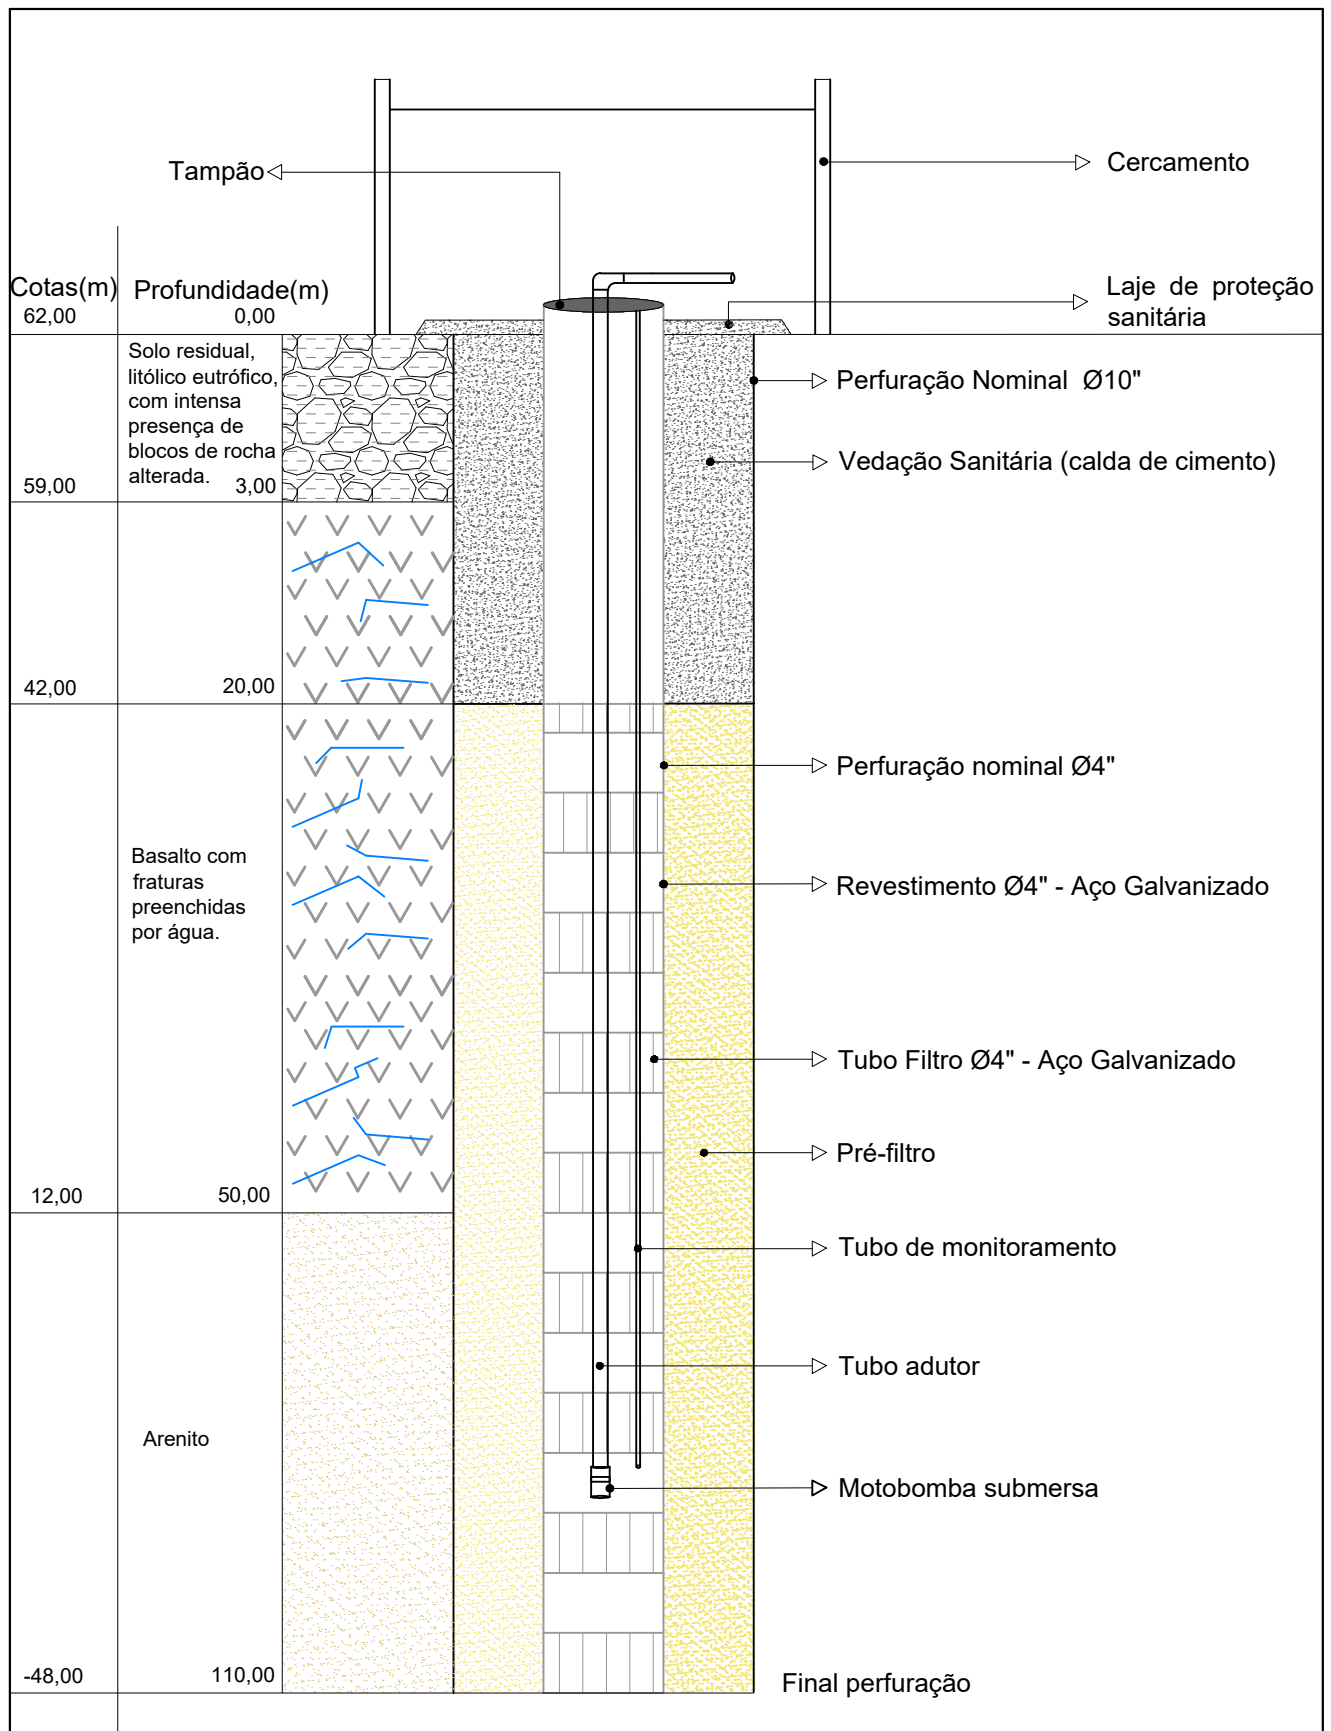 Tampão
Cercamento
Cotas(m)
Profundidade(m)
62,00
0,00
Laje de proteção
sanitária
Solo residual,
litólico eutrófico,
com intensa
presença de
blocos de rocha
alterada.
59,00
3,00
Perfuração Nominal Ø10"
Vedação Sanitária (calda de cimento)
42,00
20,00
Perfuração nominal Ø4"
Basalto com
fraturas
preenchidas
por água.
Revestimento Ø4" - Aço Galvanizado
Tubo Filtro Ø4" - Aço Galvanizado
Pré-filtro
12,00
50,00
Tubo de monitoramento
Tubo adutor
Arenito
Motobomba submersa
-48,00
110,00
Final perfuração